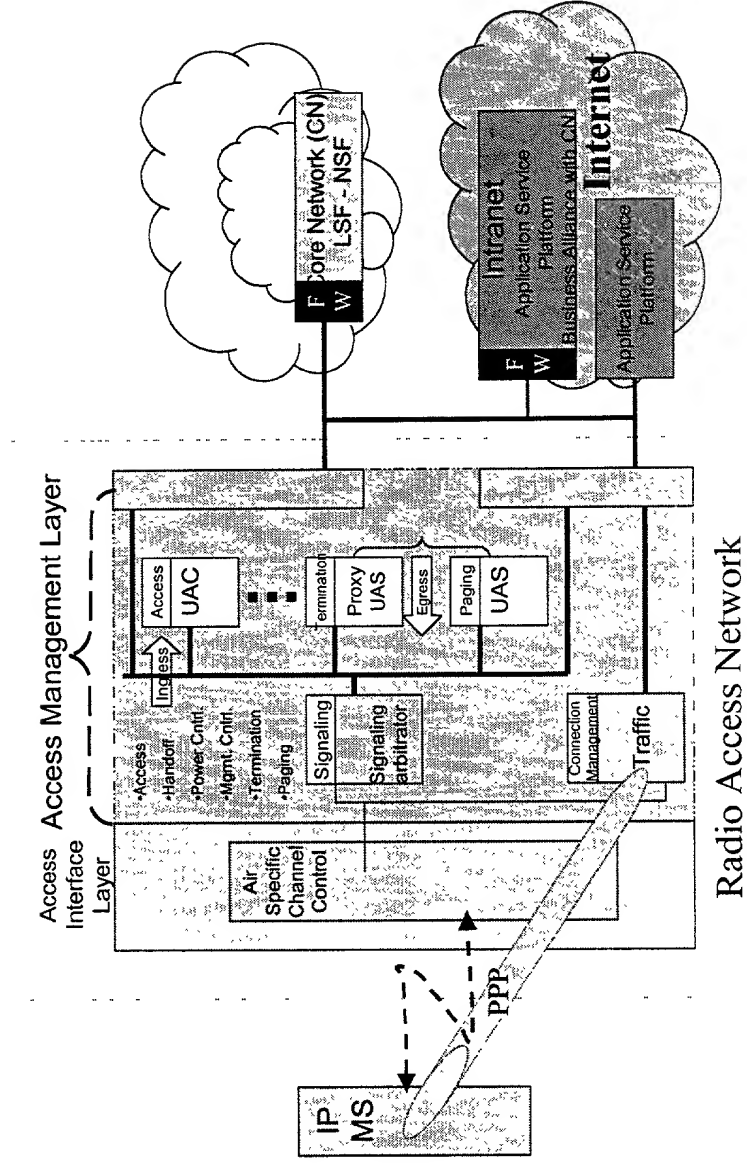 Access
Interface
Layer
Access Management Layer
IP
MS
PPP
Air
Specific
Channel
Control
•Access
•Handoff
•Power Cntrl.
•Mgmt. Cntrl.
•Termination
•Paging
Ingress
Signaling
Signaling
arbitrator
Connection
Management
Traffic
Access
UAC
Termination
Proxy
UAS
Egress
Paging
UAS
F
W
Core Network (CN)
LSF - NSF
F
W
Intranet
Application Service
Platform
Business Alliance with CN
Internet
Application Service
Platform
Radio Access Network